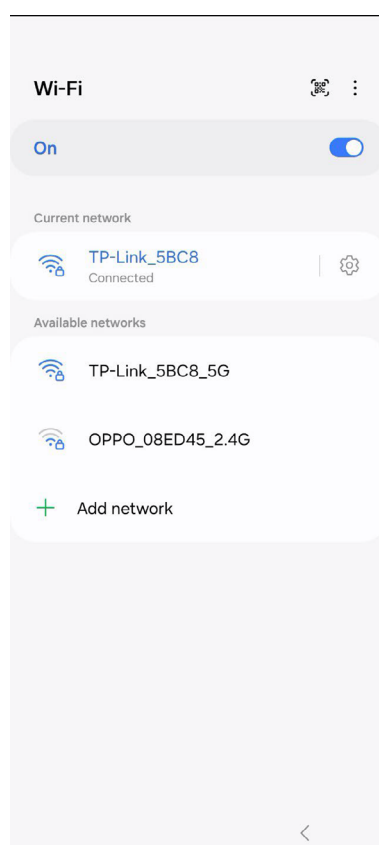 Wi-Fi
On
Current network
TP-Link_5BC8
Connected
Available networks
TP-Link_5BC8_5G
OPPO_08ED45_2.4G
Add network